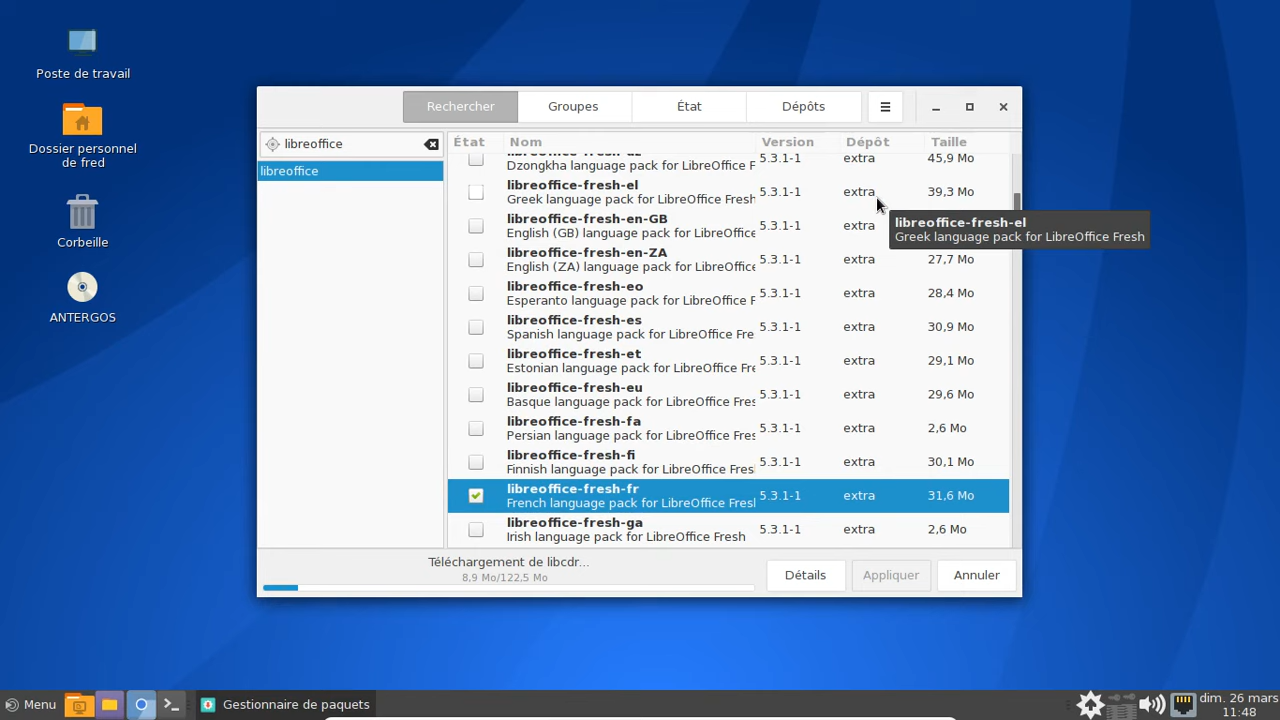 Poste de travail
Dossier personnel
de fred
Corbeille
ANTERGOS
Rechercher
Groupes
État
Dépôts
libreoffice
libreoffice
État Nom Version Dépôt Taille
Dzongkha language pack for LibreOffice F 5.3.1-1 extra 45,9 Mo
libreoffice-fresh-el
Greek language pack for LibreOffice Fresh 5.3.1-1 extra 39,3 Mo
libreoffice-fresh-el
Greek language pack for LibreOffice Fresh
libreoffice-fresh-en-GB
English (GB) language pack for LibreOffice 5.3.1-1 extra
libreoffice-fresh-en-ZA
English (ZA) language pack for LibreOffice 5.3.1-1 extra 27,7 Mo
libreoffice-fresh-eo
Esperanto language pack for LibreOffice F 5.3.1-1 extra 28,4 Mo
libreoffice-fresh-es
Spanish language pack for LibreOffice Fre 5.3.1-1 extra 30,9 Mo
libreoffice-fresh-et
Estonian language pack for LibreOffice Fre 5.3.1-1 extra 29,1 Mo
libreoffice-fresh-eu
Basque language pack for LibreOffice Fres 5.3.1-1 extra 29,6 Mo
libreoffice-fresh-fa
Persian language pack for LibreOffice Fres 5.3.1-1 extra 2,6 Mo
libreoffice-fresh-fi
Finnish language pack for LibreOffice Fres 5.3.1-1 extra 30,1 Mo
libreoffice-fresh-fr
French language pack for LibreOffice Fresh 5.3.1-1 extra 31,6 Mo
libreoffice-fresh-ga
Irish language pack for LibreOffice Fresh 5.3.1-1 extra 2,6 Mo
Téléchargement de libcdr...
8,9 Mo/122,5 Mo
Détails
Appliquer
Annuler
Menu
Gestionnaire de paquets
dim. 26 mars
11:48